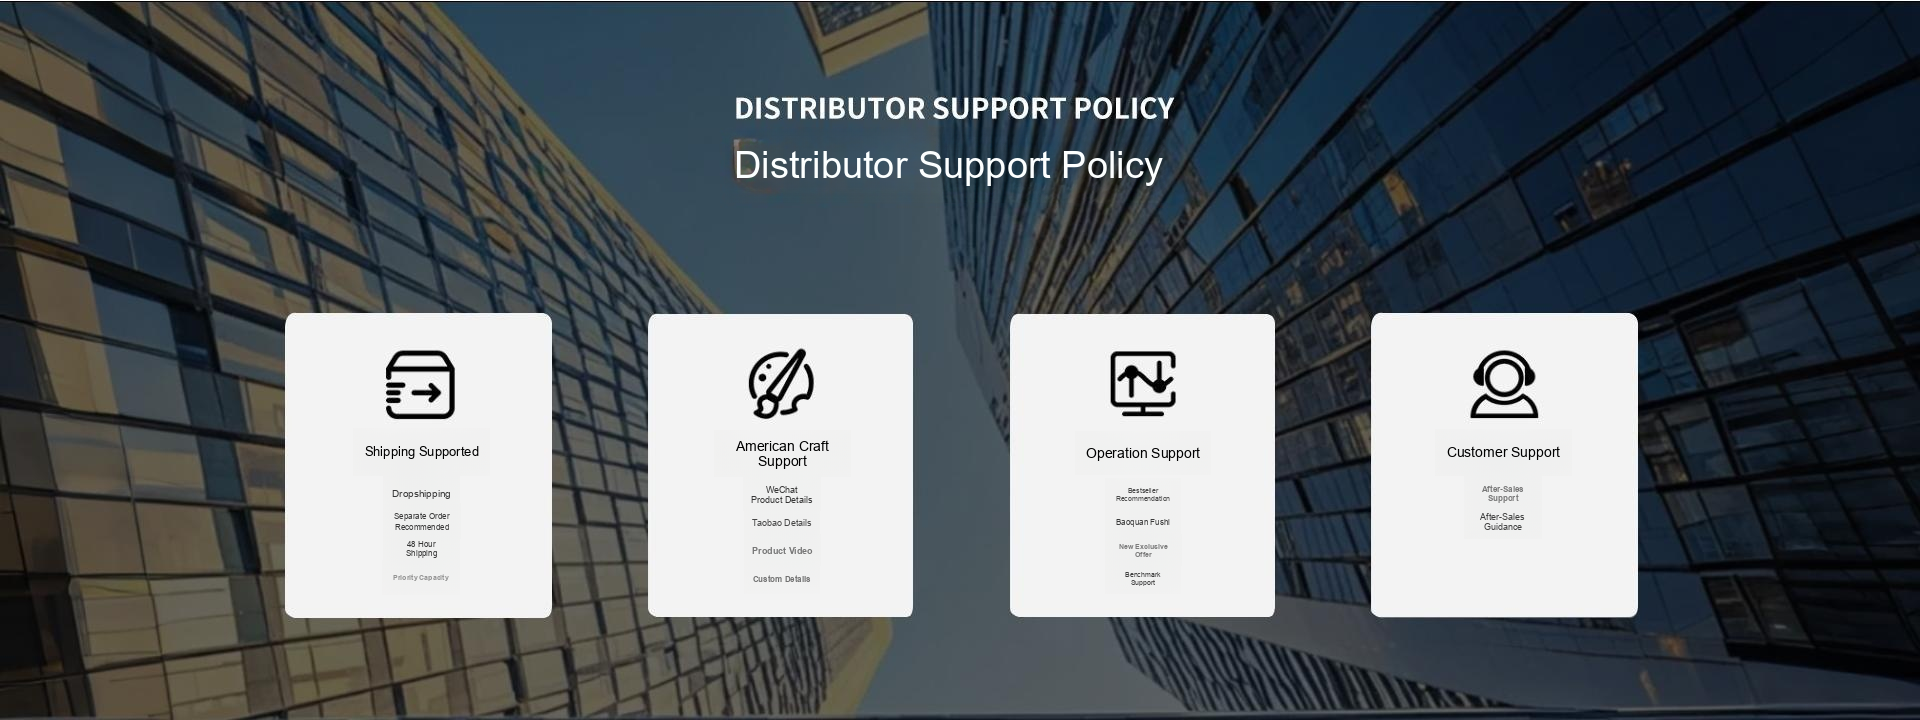 DISTRIBUTOR SUPPORT POLICY
Distributor Support Policy
Shipping Supported
Dropshipping
Separate Order
Recommended
48 Hour
Shipping
Priority Capacity
American Craft
Support
WeChat
Product Details
Taobao Details
Product Video
Custom Details
Operation Support
Bestseller
Recommendation
Baoquan Fushi
New Exclusive
Offer
Benchmark
Support
Customer Support
After-Sales
Support
After-Sales
Guidance